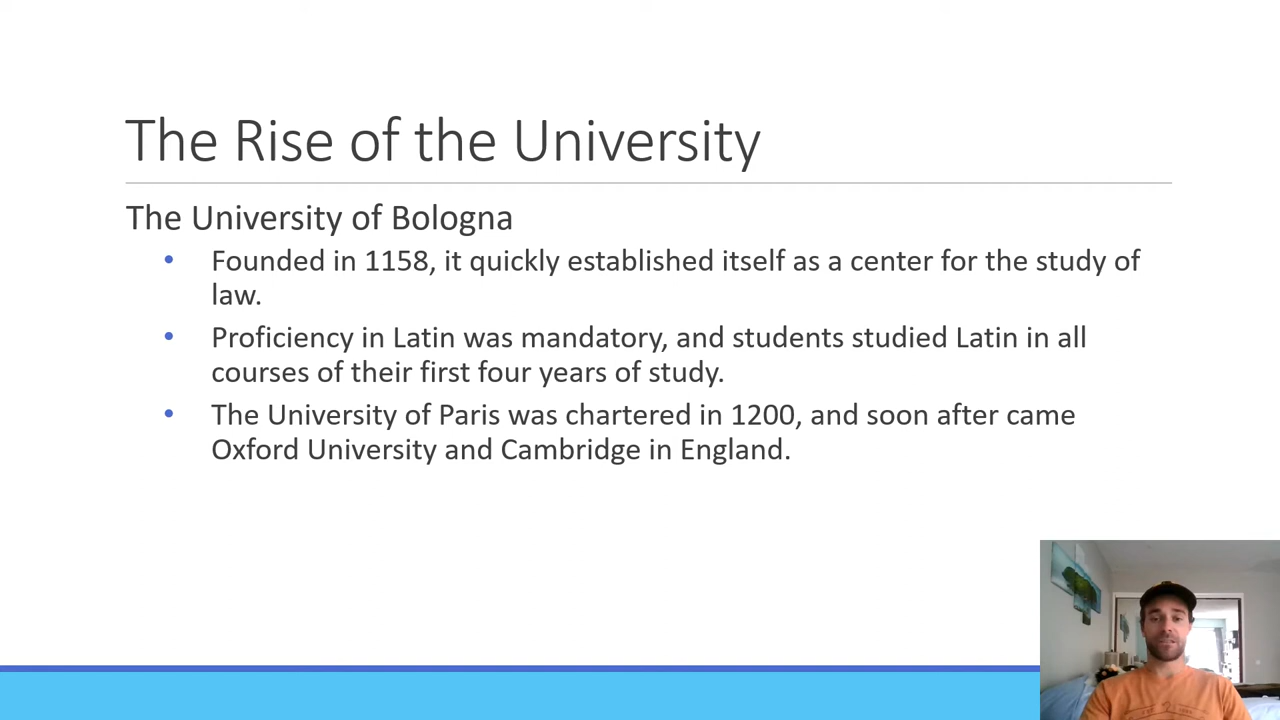 The Rise of the University
The University of Bologna
• Founded in 1158, it quickly established itself as a center for the study of
law.
• Proficiency in Latin was mandatory, and students studied Latin in all
courses of their first four years of study.
• The University of Paris was chartered in 1200, and soon after came
Oxford University and Cambridge in England.